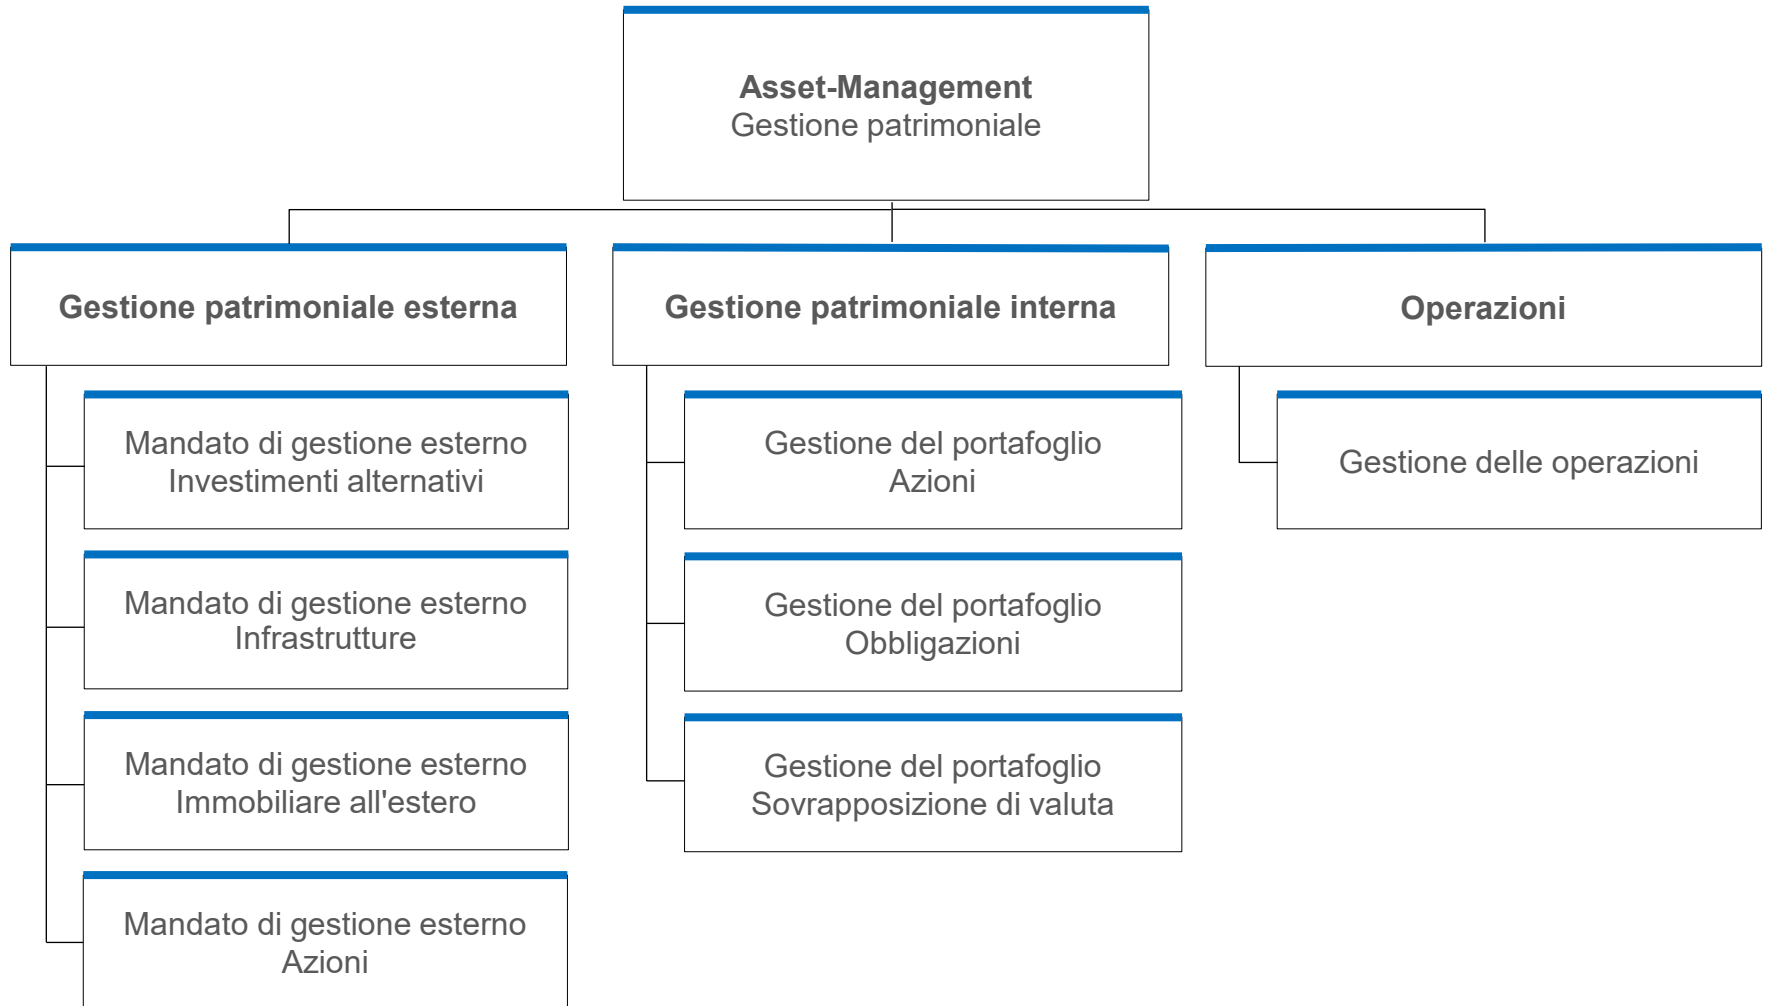 Asset-Management
Gestione patrimoniale
Gestione patrimoniale esterna
Mandato di gestione esterno
Investimenti alternativi
Mandato di gestione esterno
Infrastrutture
Mandato di gestione esterno
Immobiliare all'estero
Mandato di gestione esterno
Azioni
Gestione patrimoniale interna
Gestione del portafoglio
Azioni
Gestione del portafoglio
Obbligazioni
Gestione del portafoglio
Sovrapposizione di valuta
Operazioni
Gestione delle operazioni